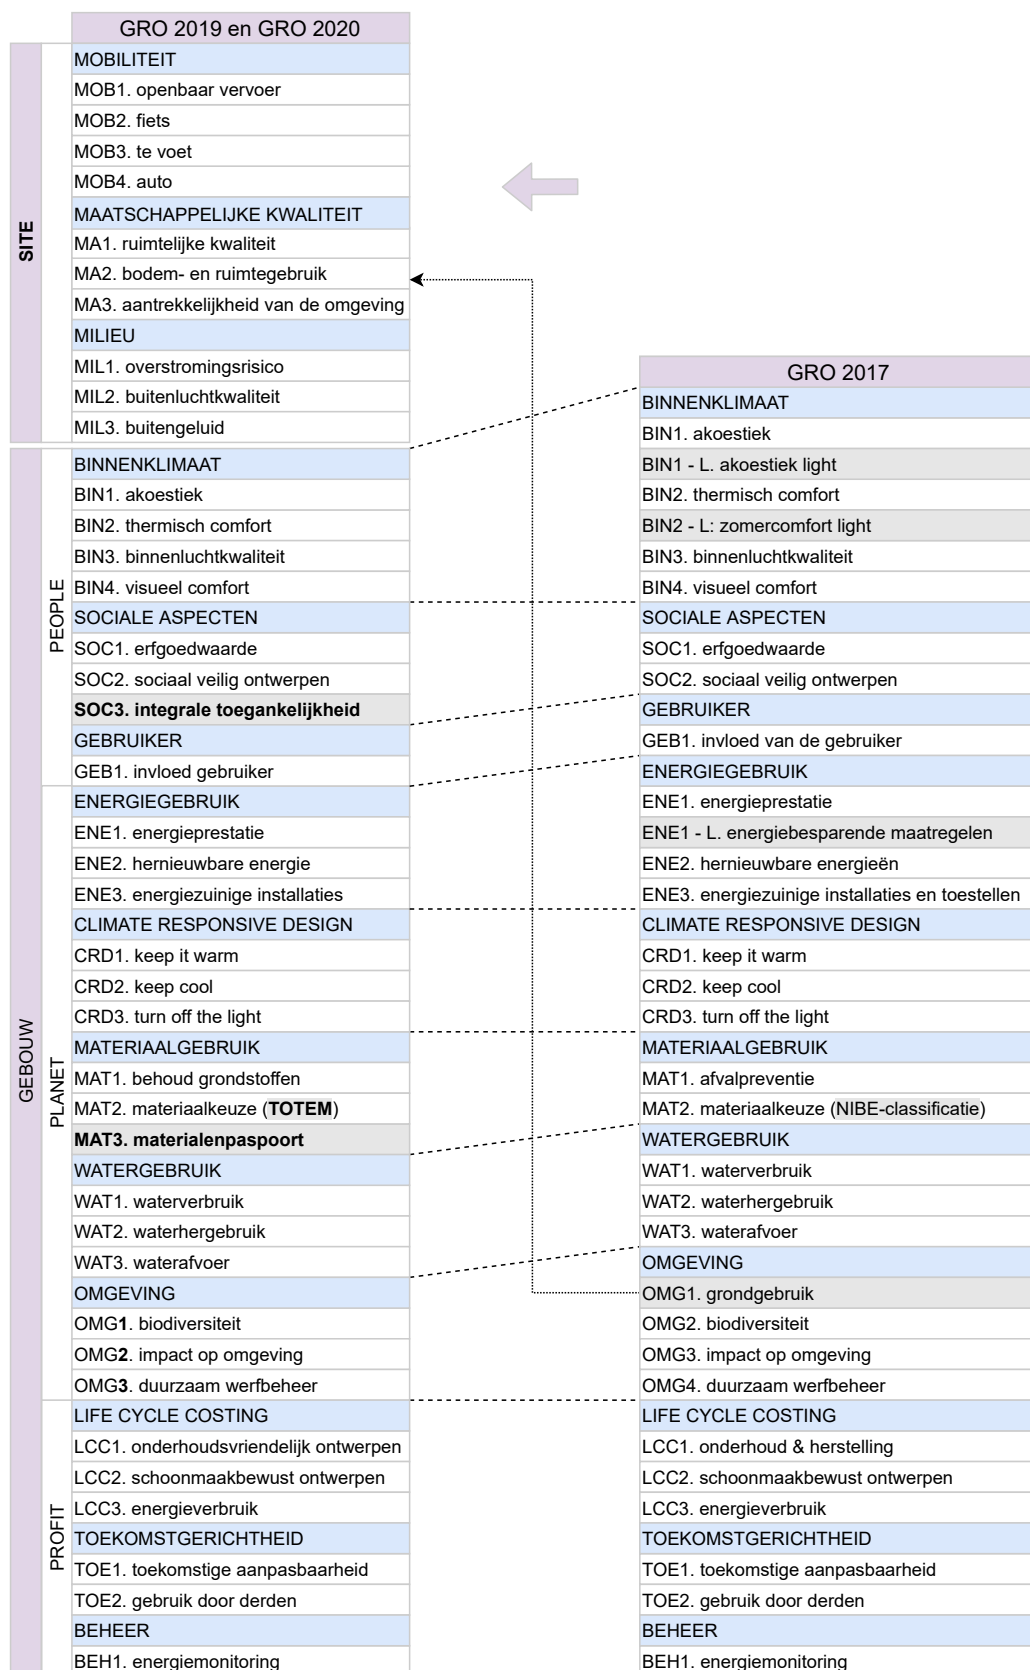 GRO 2019 en GRO 2020
SITE
MOBILITEIT
MOB1. openbaar vervoer
MOB2. fiets
MOB3. te voet
MOB4. auto
MAATSCHAPPELIJKE KWALITEIT
MA1. ruimtelijke kwaliteit
MA2. bodem- en ruimtegebruik
MA3. aantrekkelijkheid van de omgeving
MILIEU
MIL1. overstromingsrisico
MIL2. buitenluchtkwaliteit
MIL3. buitengeluid
GEBOUW
PEOPLE
BINNENKLIMAAT
BIN1. akoestiek
BIN2. thermisch comfort
BIN3. binnenluchtkwaliteit
BIN4. visueel comfort
SOCIALE ASPECTEN
SOC1. erfgoedwaarde
SOC2. sociaal veilig ontwerpen
SOC3. integrale toegankelijkheid
GEBRUIKER
GEB1. invloed gebruiker
PLANET
ENERGIEGEBRUIK
ENE1. energieprestatie
ENE2. hernieuwbare energie
ENE3. energiezuinige installaties
CLIMATE RESPONSIVE DESIGN
CRD1. keep it warm
CRD2. keep cool
CRD3. turn off the light
MATERIAALGEBRUIK
MAT1. behoud grondstoffen
MAT2. materiaalkeuze (TOTEM)
MAT3. materialenpaspoort
WATERGEBRUIK
WAT1. waterverbruik
WAT2. waterhergebruik
WAT3. waterafvoer
OMGEVING
OMG1. biodiversiteit
OMG2. impact op omgeving
OMG3. duurzaam werfbeheer
PROFIT
LIFE CYCLE COSTING
LCC1. onderhoudsvriendelijk ontwerpen
LCC2. schoonmaakbewust ontwerpen
LCC3. energieverbruik
TOEKOMSTGERICHTHEID
TOE1. toekomstige aanpasbaarheid
TOE2. gebruik door derden
BEHEER
BEH1. energiemonitoring
GRO 2017
BINNENKLIMAAT
BIN1. akoestiek
BIN1 - L. akoestiek light
BIN2. thermisch comfort
BIN2 - L: zomercomfort light
BIN3. binnenluchtkwaliteit
BIN4. visueel comfort
SOCIALE ASPECTEN
SOC1. erfgoedwaarde
SOC2. sociaal veilig ontwerpen
GEBRUIKER
GEB1. invloed van de gebruiker
ENERGIEGEBRUIK
ENE1. energieprestatie
ENE1 - L. energiebesparende maatregelen
ENE2. hernieuwbare energieën
ENE3. energiezuinige installaties en toestellen
CLIMATE RESPONSIVE DESIGN
CRD1. keep it warm
CRD2. keep cool
CRD3. turn off the light
MATERIAALGEBRUIK
MAT1. afvalpreventie
MAT2. materiaalkeuze (NIBE-classificatie)
WATERGEBRUIK
WAT1. waterverbruik
WAT2. waterhergebruik
WAT3. waterafvoer
OMGEVING
OMG1. grondgebruik
OMG2. biodiversiteit
OMG3. impact op omgeving
OMG4. duurzaam werfbeheer
LIFE CYCLE COSTING
LCC1. onderhoud & herstelling
LCC2. schoonmaakbewust ontwerpen
LCC3. energieverbruik
TOEKOMSTGERICHTHEID
TOE1. toekomstige aanpasbaarheid
TOE2. gebruik door derden
BEHEER
BEH1. energiemonitoring